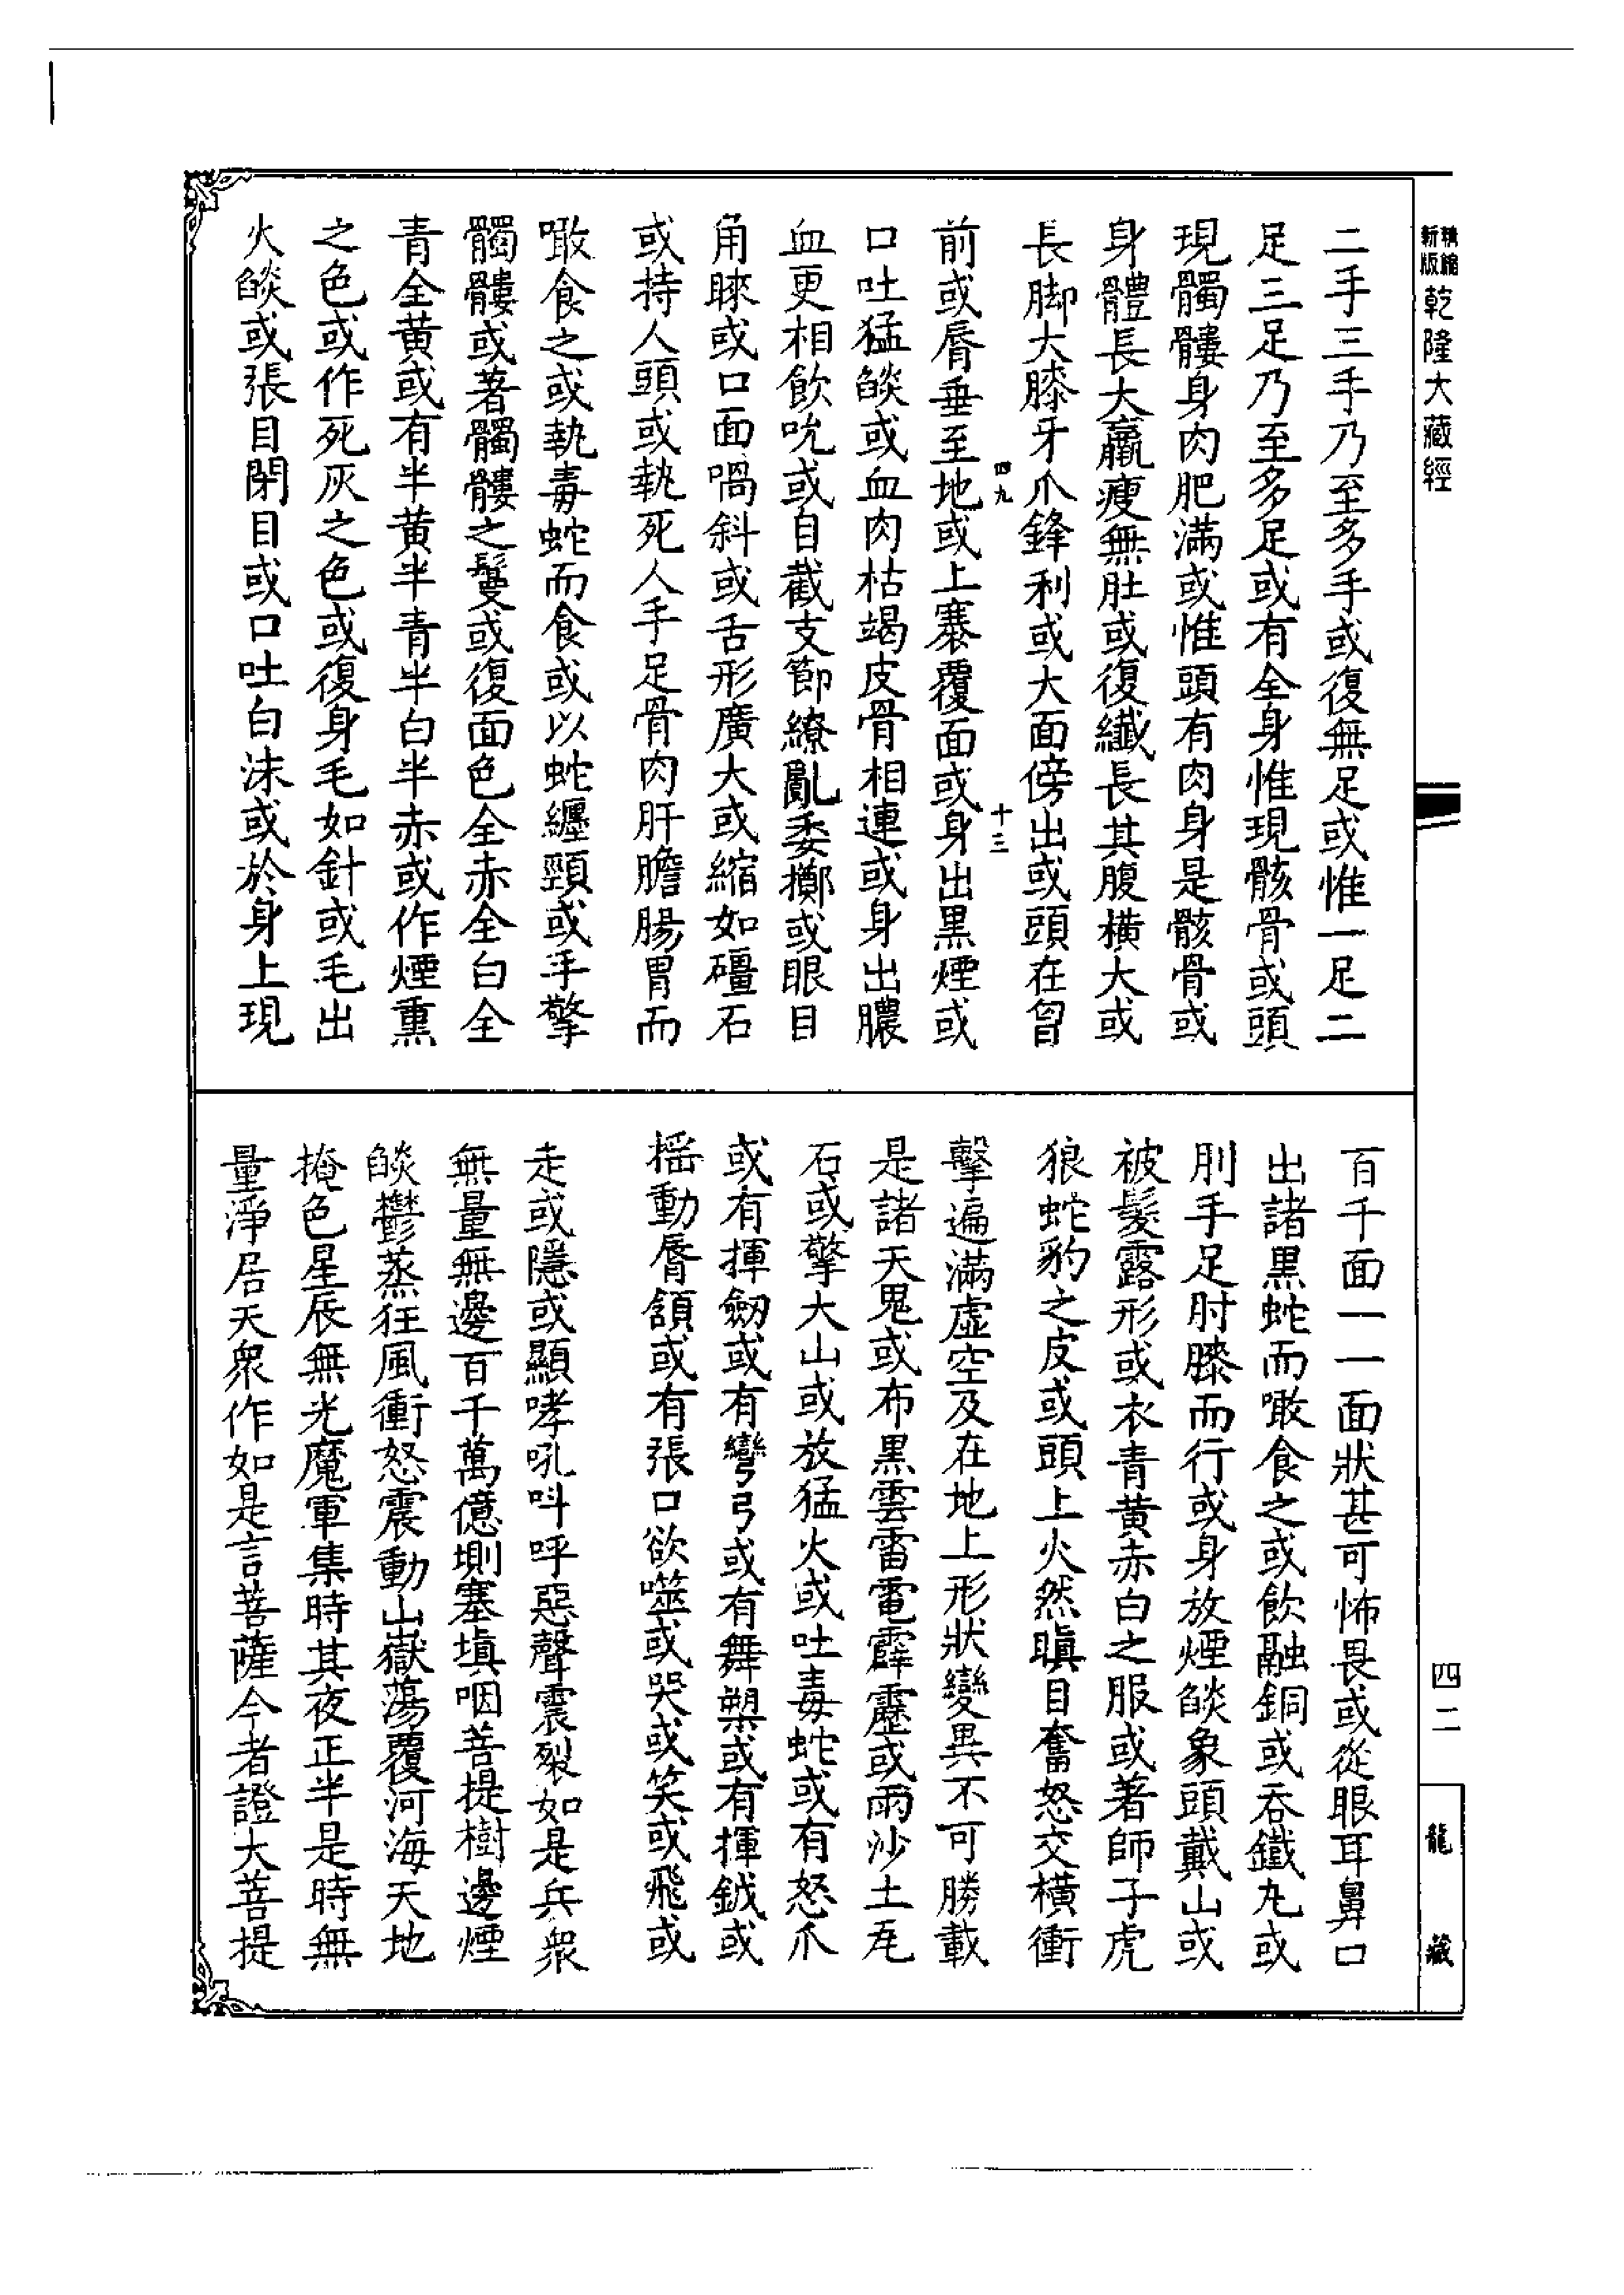 精縮新版乾隆大藏經
二手三手乃至多手或復無足或惟一足二
足三足乃至多足或有全身惟現骸骨或頭
現髑髏身肉肥滿或惟頭有肉身是骸骨或
身體長大羸瘦無肚或復纖長其腹橫大或
長脚大膝牙爪鋒利或大面傍出或頭在曾
四九
十三
前或脣垂至地或上褰覆面或身出黑煙或
口吐猛𦦨或血肉枯竭皮骨相連或身出膿
血更相飲吮或自截支節繚亂委擲或眼目
角睞或口面喎斜或舌形廣大或縮如礓石
或持人頭或執死人手足骨肉肝膽腸胃而
噉食之或執毒蛇而食或以蛇纏頸或手擎
髑髏或著髑髏之鬘或復面色全赤全白全
青全黃或有半黃半青半白半赤或作煙熏
之色或作死灰之色或復身毛如針或毛出
火𦦨或張目閉目或口吐白沫或於身上現
百千面一一面狀甚可怖畏或從眼耳鼻口
出諸黑蛇而噉食之或飲融銅或吞鐵丸或
刖手足肘膝而行或身放煙𦦨象頭戴山或
被髮露形或衣青黃赤白之服或著師子虎
狼蛇豹之皮或頭上火然瞋目奮怒交橫衝
擊遍滿虛空及在地上形狀變異不可勝載
是諸天鬼或布黑雲雷電霹靂或雨沙土瓦
石或擎大山或放猛火或吐毒蛇或有怒爪
或有揮劒或有彎弓或有舞槊或有揮鉞或
搖動脣頷或有張口欲噬或哭或笑或飛或
走或隱或顯哮吼呌呼惡聲震裂如是兵衆
無量無邊百千萬億塡塞塡咽菩提樹邊煙
𦦨鬱蒸狂風衝怒震動山嶽蕩覆河海天地
掩色星辰無光魔軍集時其夜正半是時無
量淨居天衆作如是言菩薩今者證大菩提
四二
龍藏